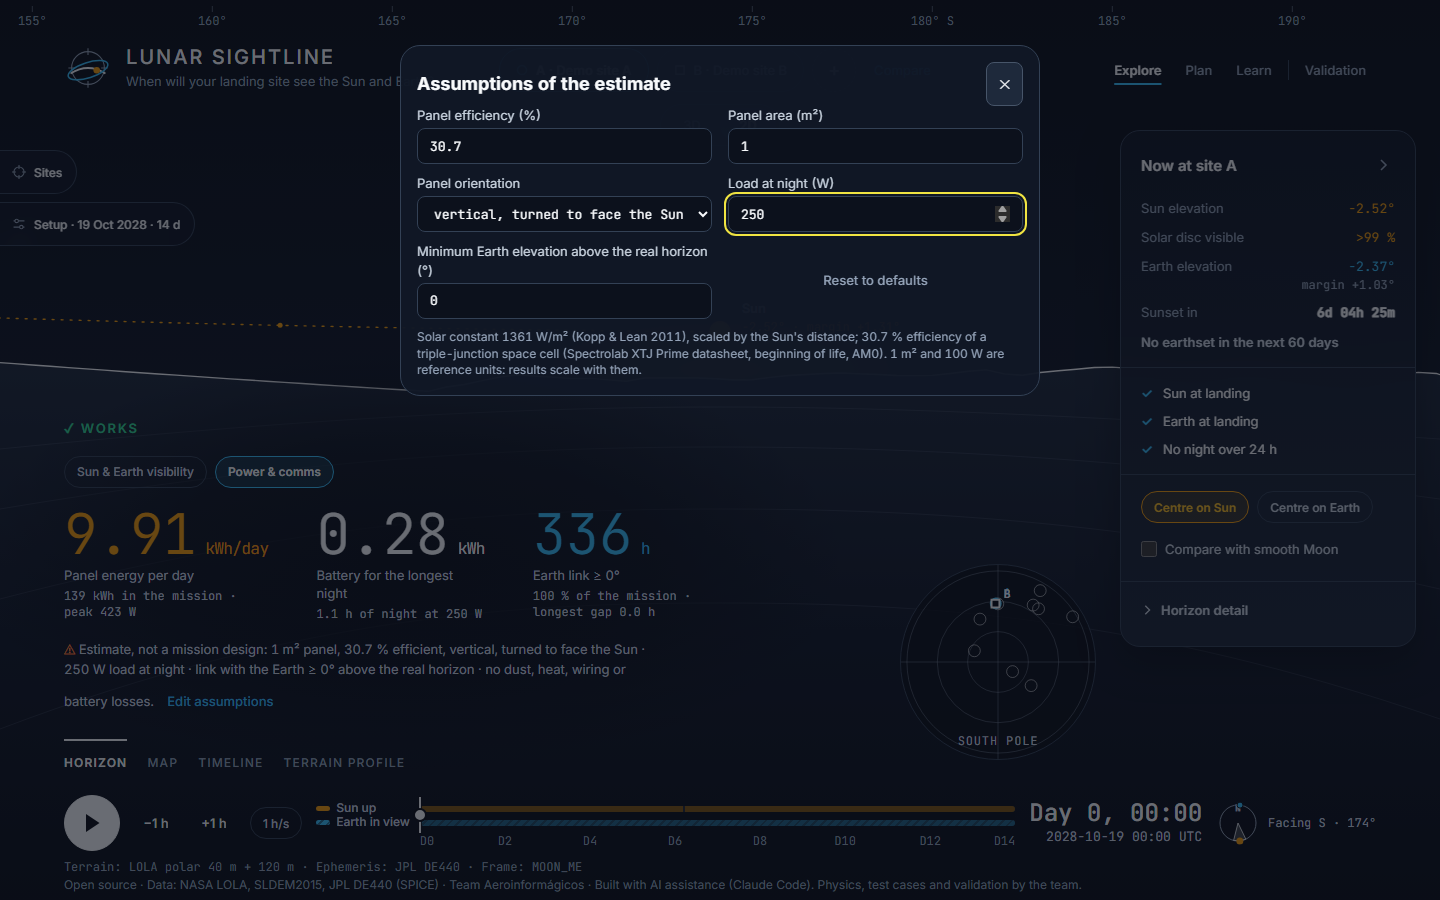 155° 160° 165° 170° 175° 180° S 185° 190°
LUNAR SIGHTLINE
When will your landing site see the Sun and E
Explore Plan Learn Validation
Assumptions of the estimate
×
Panel efficiency (%)
30.7
Panel area (m²)
1
Panel orientation
vertical, turned to face the Sun
Load at night (W)
250
Minimum Earth elevation above the real horizon
(°)
0
Reset to defaults
Solar constant 1361 W/m² (Kopp & Lean 2011), scaled by the Sun's distance; 30.7 % efficiency of a
triple-junction space cell (Spectrolab XTJ Prime datasheet, beginning of life, AM0). 1 m² and 100 W are
reference units: results scale with them.
Sites
Setup · 19 Oct 2028 · 14 d
Now at site A
Sun elevation -2.52°
Solar disc visible >99 %
Earth elevation -2.37°
margin +1.03°
Sunset in 6d 04h 25m
No earthset in the next 60 days
✓ Sun at landing
✓ Earth at landing
✓ No night over 24 h
Centre on Sun Centre on Earth
Compare with smooth Moon
Horizon detail
✓ WORKS
Sun & Earth visibility Power & comms
9.91 kWh/day
Panel energy per day
139 kWh in the mission ·
peak 423 W
0.28 kWh
Battery for the longest
night
1.1 h of night at 250 W
336 h
Earth link ≥ 0°
100 % of the mission ·
longest gap 0.0 h
⚠ Estimate, not a mission design: 1 m² panel, 30.7 % efficient, vertical, turned to face the Sun ·
250 W load at night · link with the Earth ≥ 0° above the real horizon · no dust, heat, wiring or
battery losses. Edit assumptions
B
SOUTH POLE
HORIZON MAP TIMELINE TERRAIN PROFILE
−1 h +1 h 1 h/s
Sun up
Earth in view
D0 D2 D4 D6 D8 D10 D12 D14
Day 0, 00:00
2028-10-19 00:00 UTC
Facing S · 174°
Terrain: LOLA polar 40 m + 120 m · Ephemeris: JPL DE440 · Frame: MOON_ME
Open source · Data: NASA LOLA, SLDEM2015, JPL DE440 (SPICE) · Team Aeroinformágicos · Built with AI assistance (Claude Code). Physics, test cases and validation by the team.